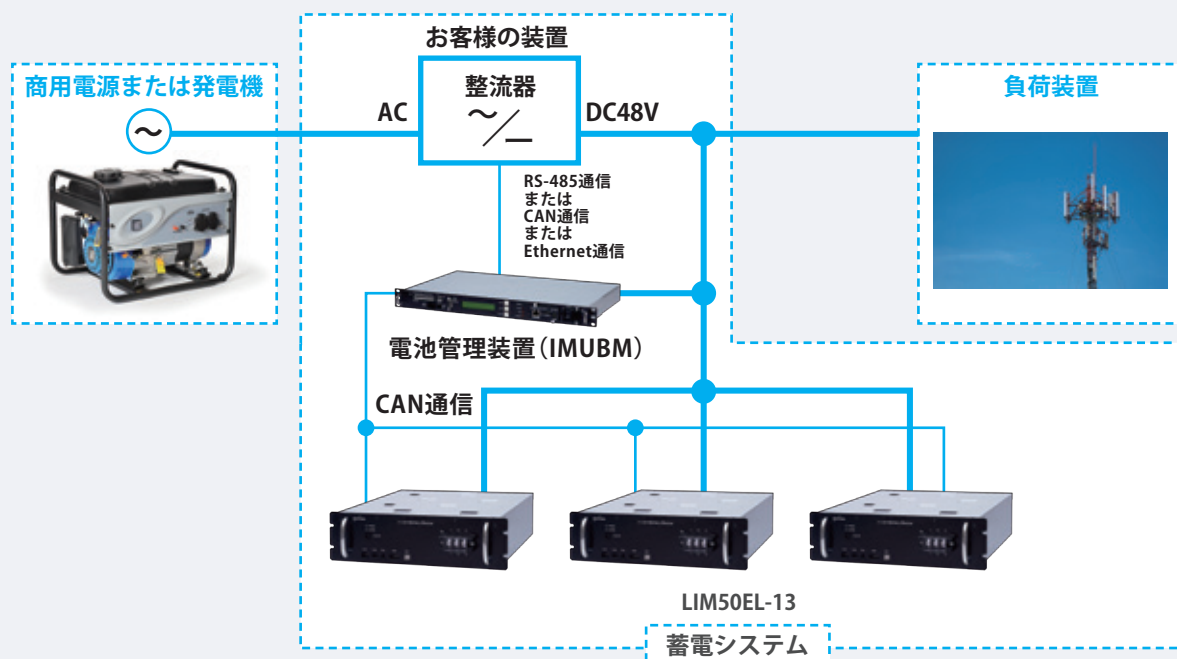 お客様の装置
商用電源または発電機
整流器
負荷装置
AC
DC48V
RS-485通信
または
CAN通信
または
Ethernet通信
電池管理装置（IMUBM）
CAN通信
LIM50EL-13
蓄電システム